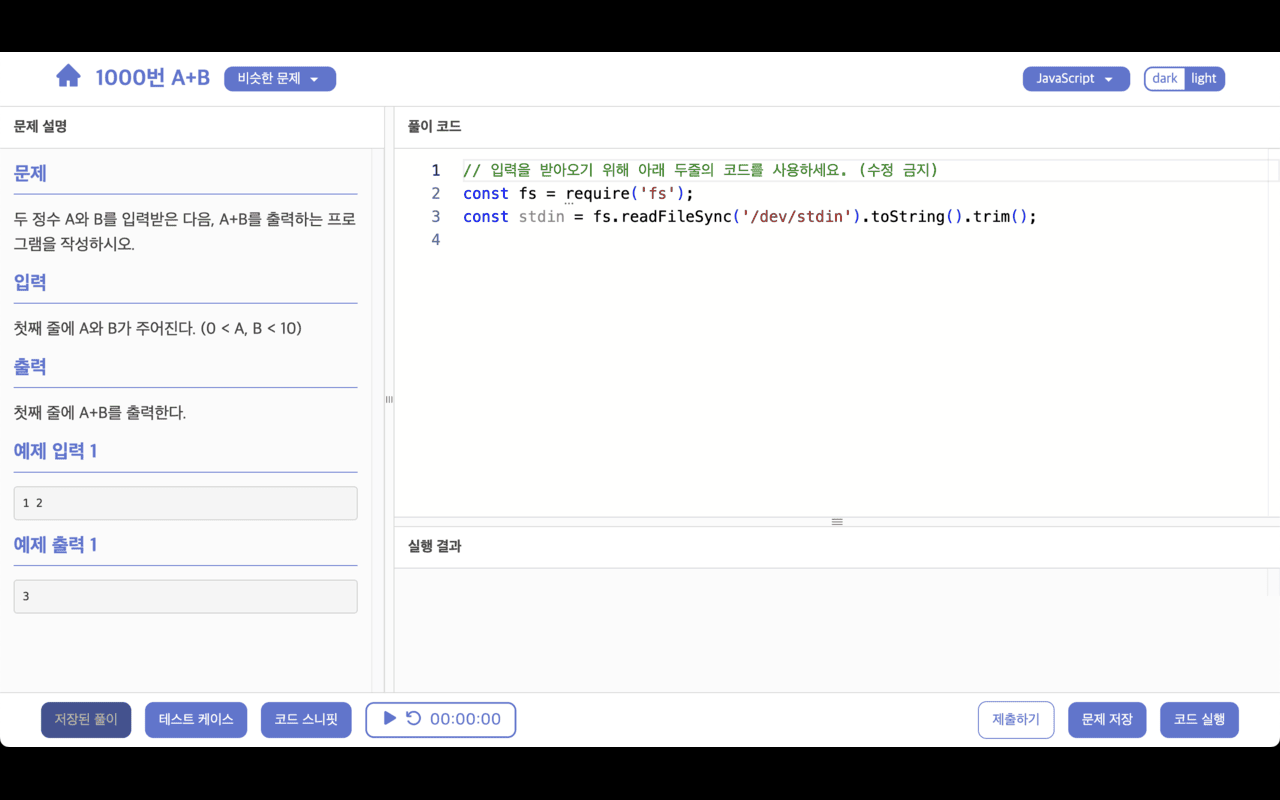 1000번 A+B
비슷한 문제
JavaScript
dark light
문제 설명
문제
두 정수 A와 B를 입력받은 다음, A+B를 출력하는 프로
그램을 작성하시오.
입력
첫째 줄에 A와 B가 주어진다. (0 < A, B < 10)
출력
첫째 줄에 A+B를 출력한다.
예제 입력 1
1 2
예제 출력 1
3
풀이 코드
1 // 입력을 받아오기 위해 아래 두줄의 코드를 사용하세요. (수정 금지)
2 const fs = require('fs');
3 const stdin = fs.readFileSync('/dev/stdin').toString().trim();
4
실행 결과
저장된 풀이
테스트 케이스
코드 스니핏
00:00:00
제출하기
문제 저장
코드 실행